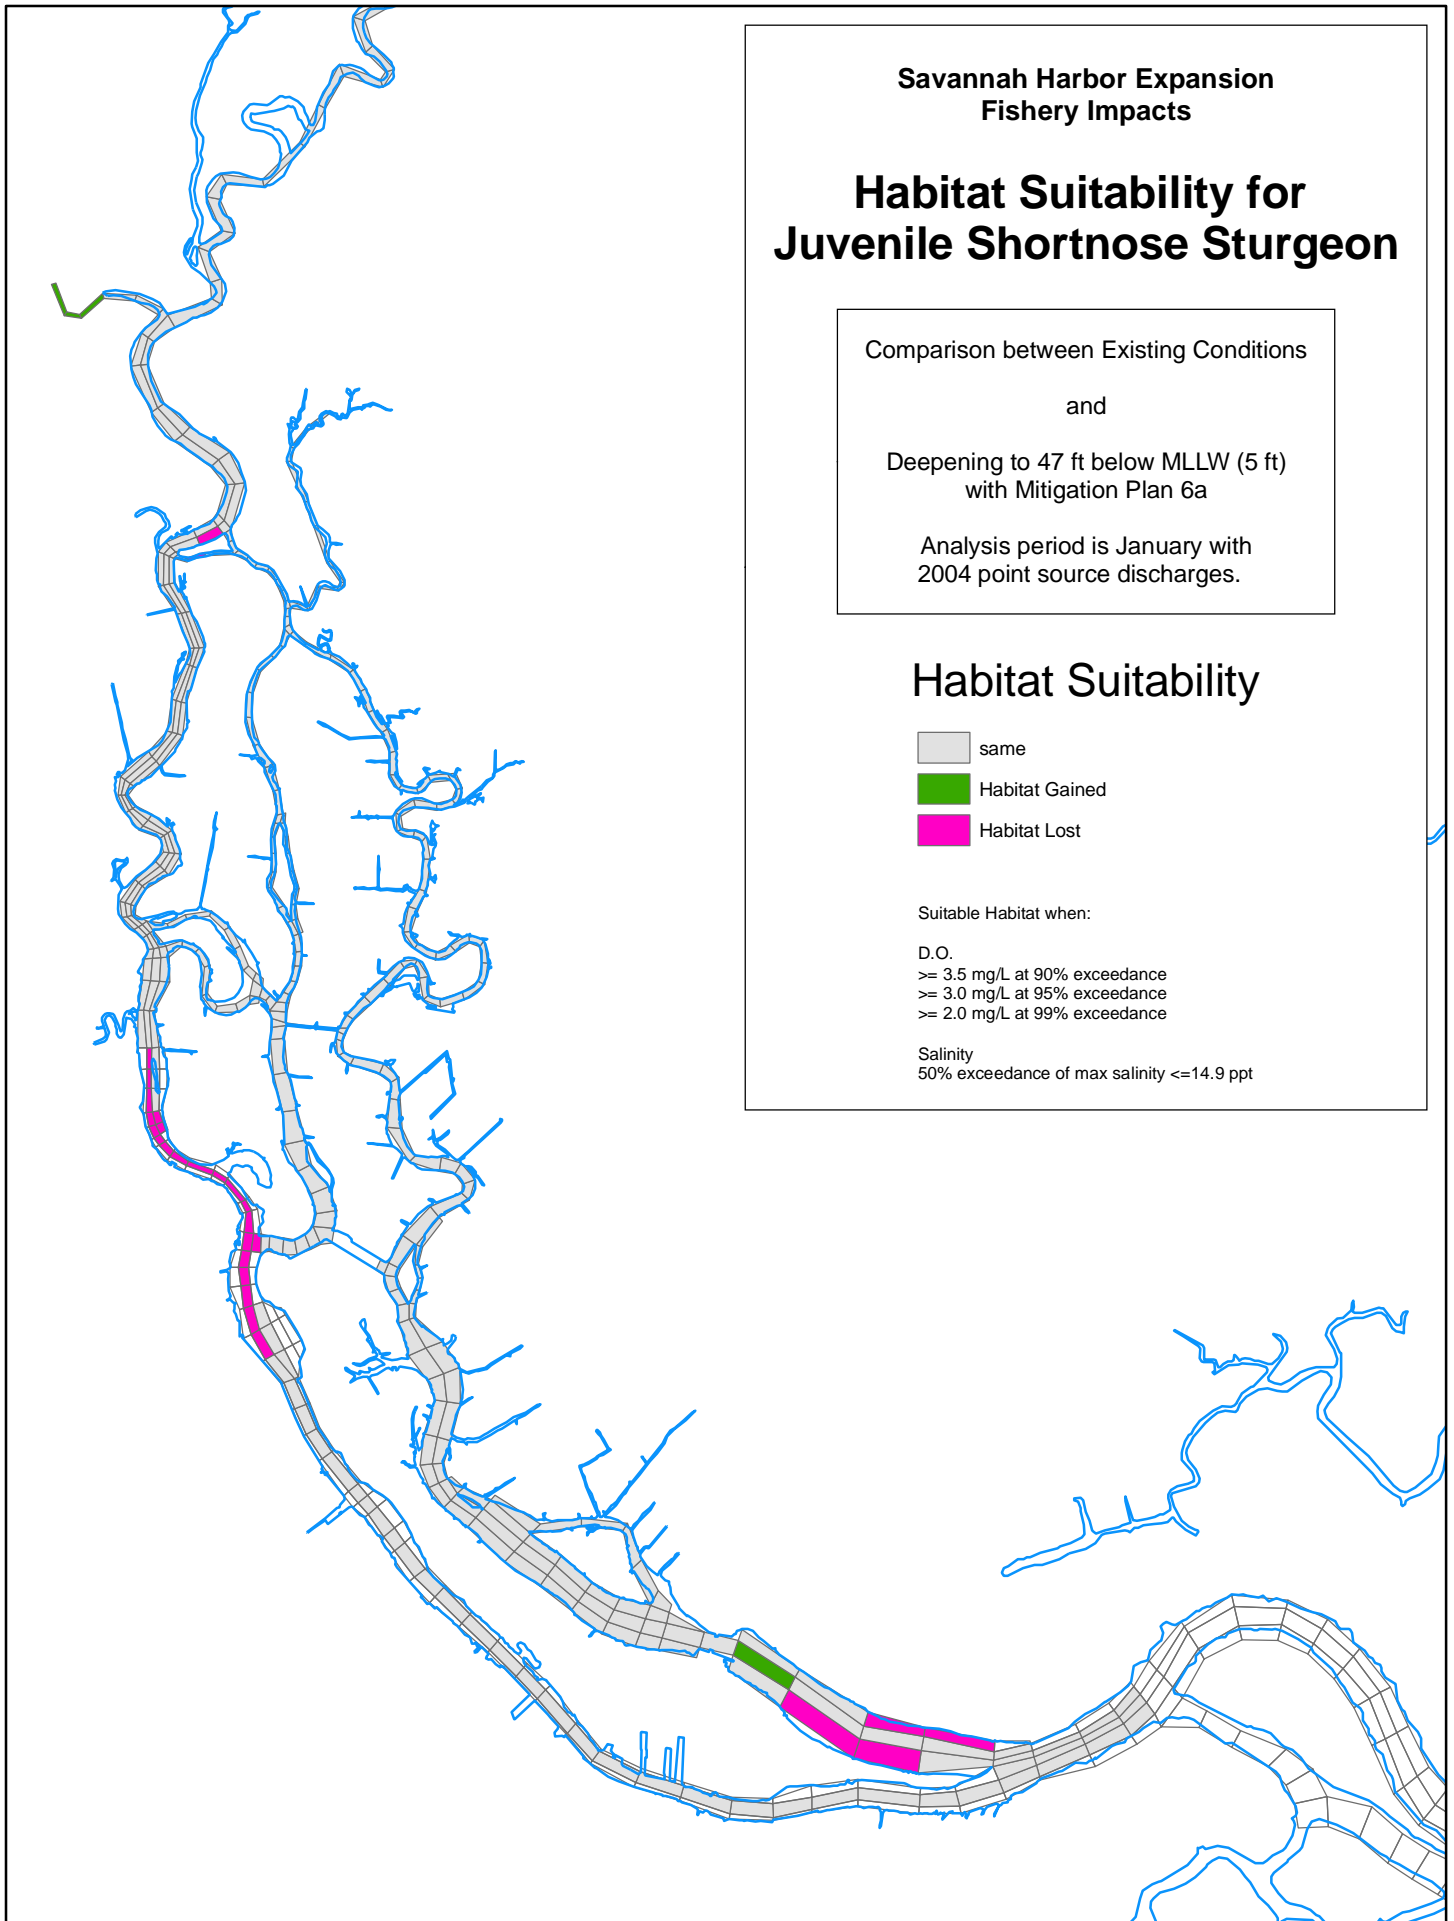 Savannah Harbor Expansion
Fishery Impacts
Habitat Suitability for
Juvenile Shortnose Sturgeon
Comparison between Existing Conditions
and
Deepening to 47 ft below MLLW (5 ft)
with Mitigation Plan 6a
Analysis period is January with
2004 point source discharges.
Habitat Suitability
same
Habitat Gained
Habitat Lost
Suitable Habitat when:
D.O.
>= 3.5 mg/L at 90% exceedance
>= 3.0 mg/L at 95% exceedance
>= 2.0 mg/L at 99% exceedance
Salinity
50% exceedance of max salinity <=14.9 ppt